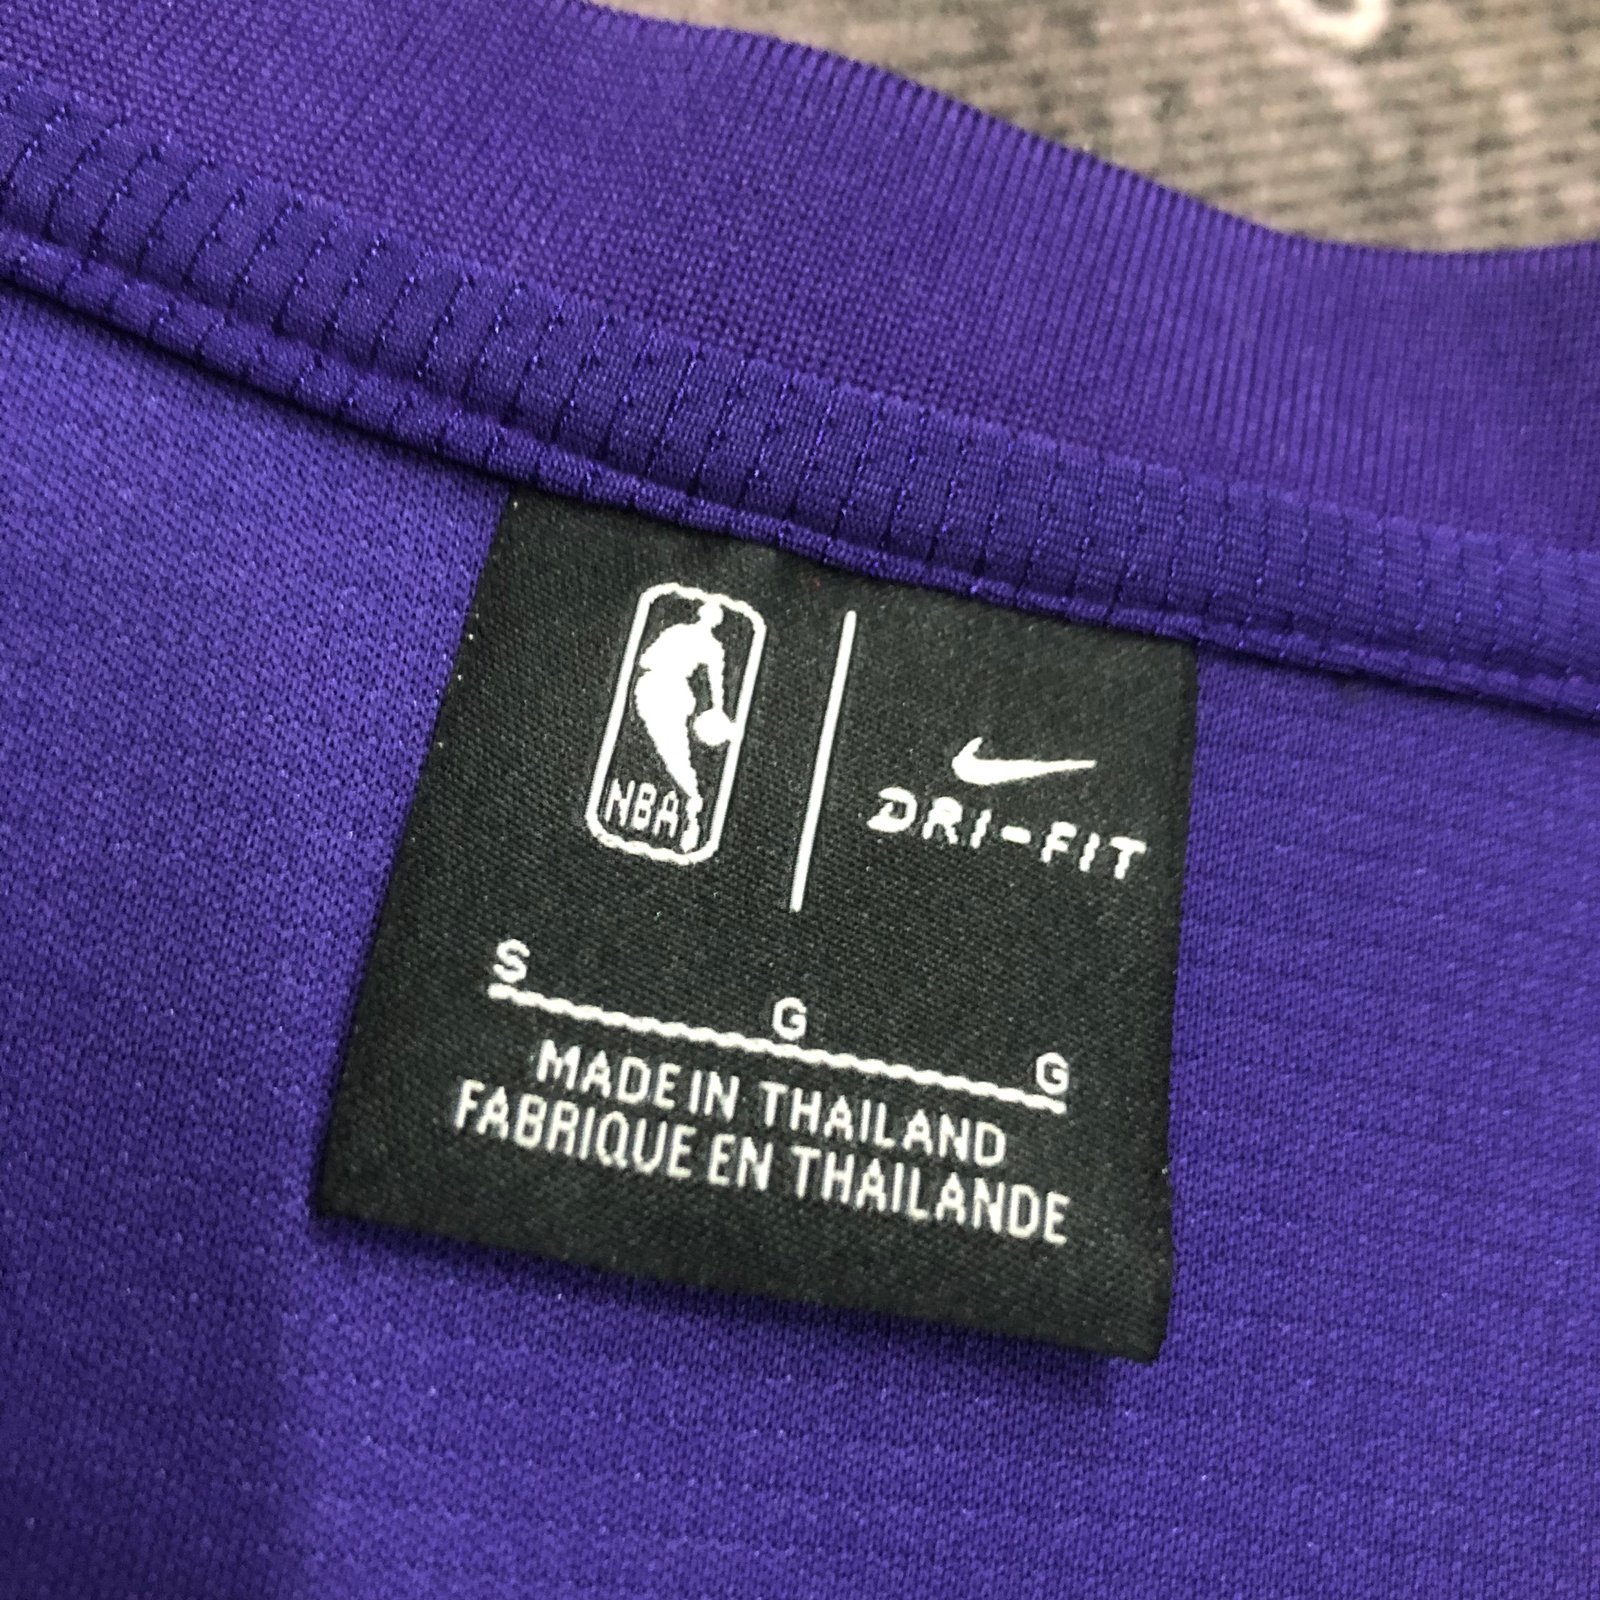 NBA
DRI-FIT
S G G
MADE IN THAILAND
FABRIQUE EN THAILANDE